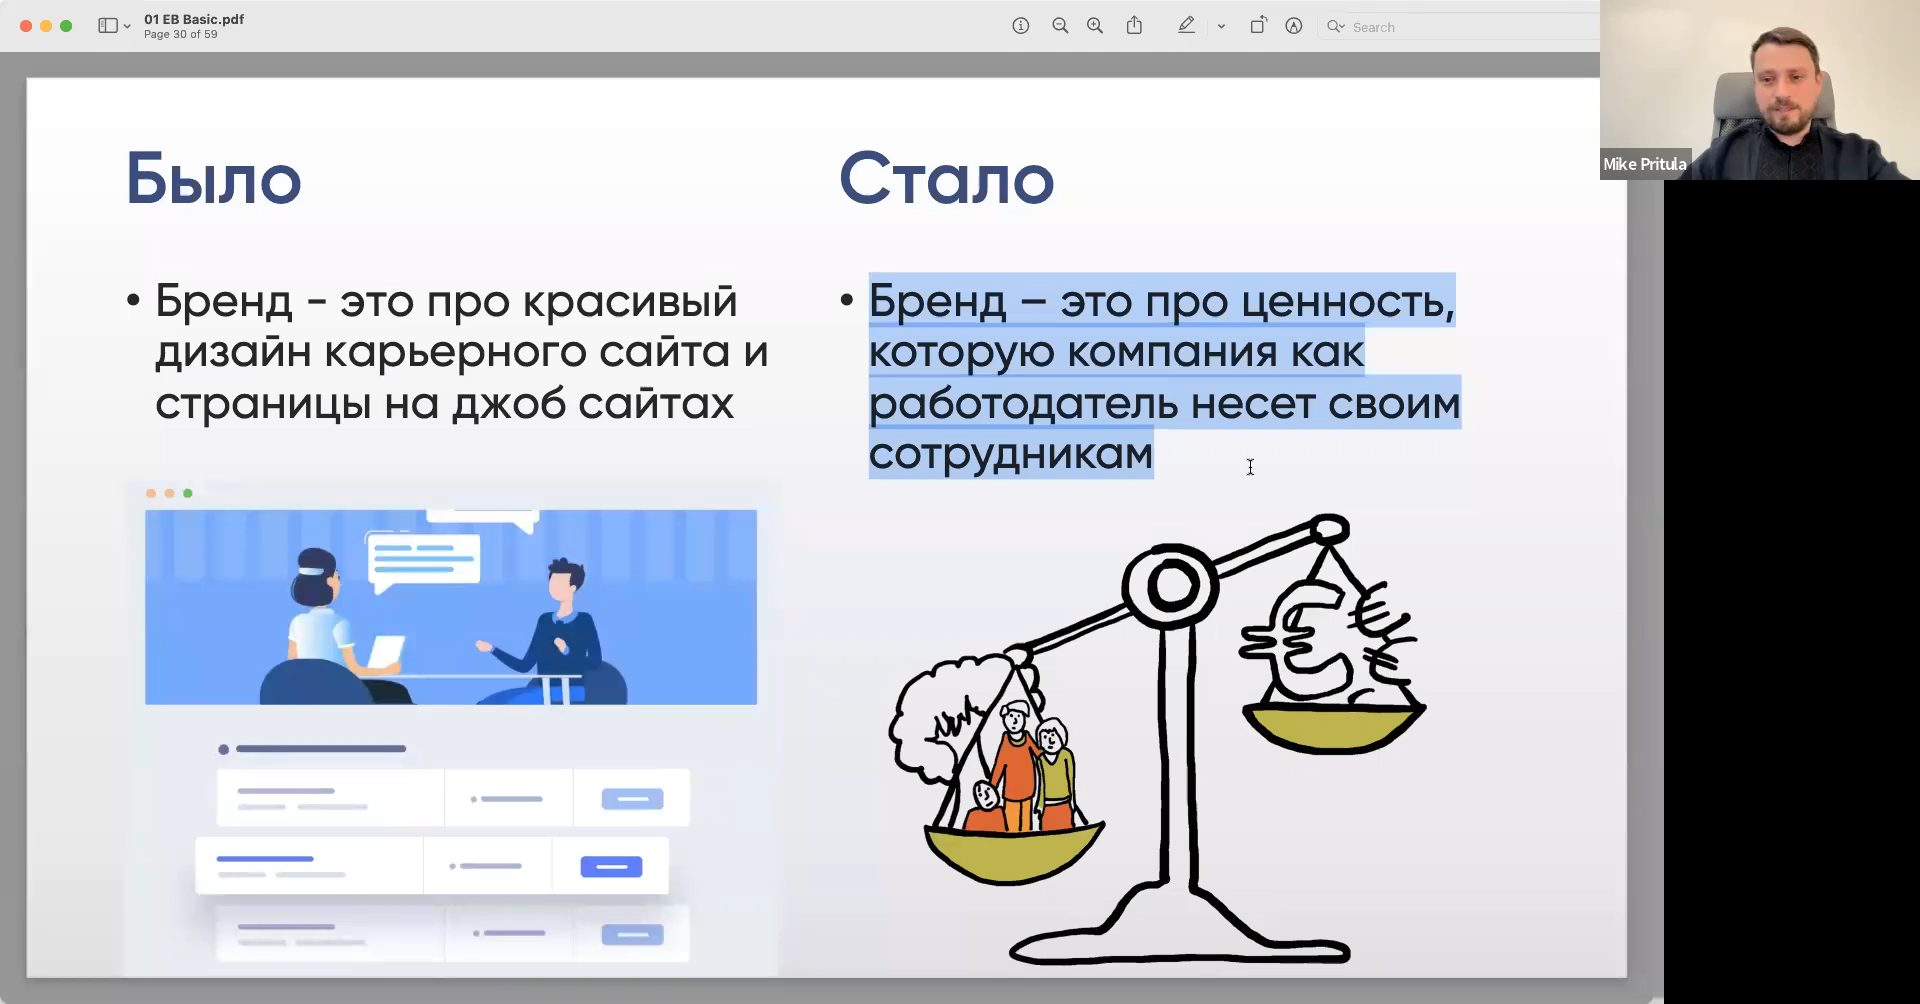 01 EB Basic.pdf
Page 30 of 59
Search
Mike Pritula
Было
• Бренд - это про красивый
дизайн карьерного сайта и
страницы на джоб сайтах
Стало
• Бренд – это про ценность,
которую компания как
работодатель несет своим
сотрудникам